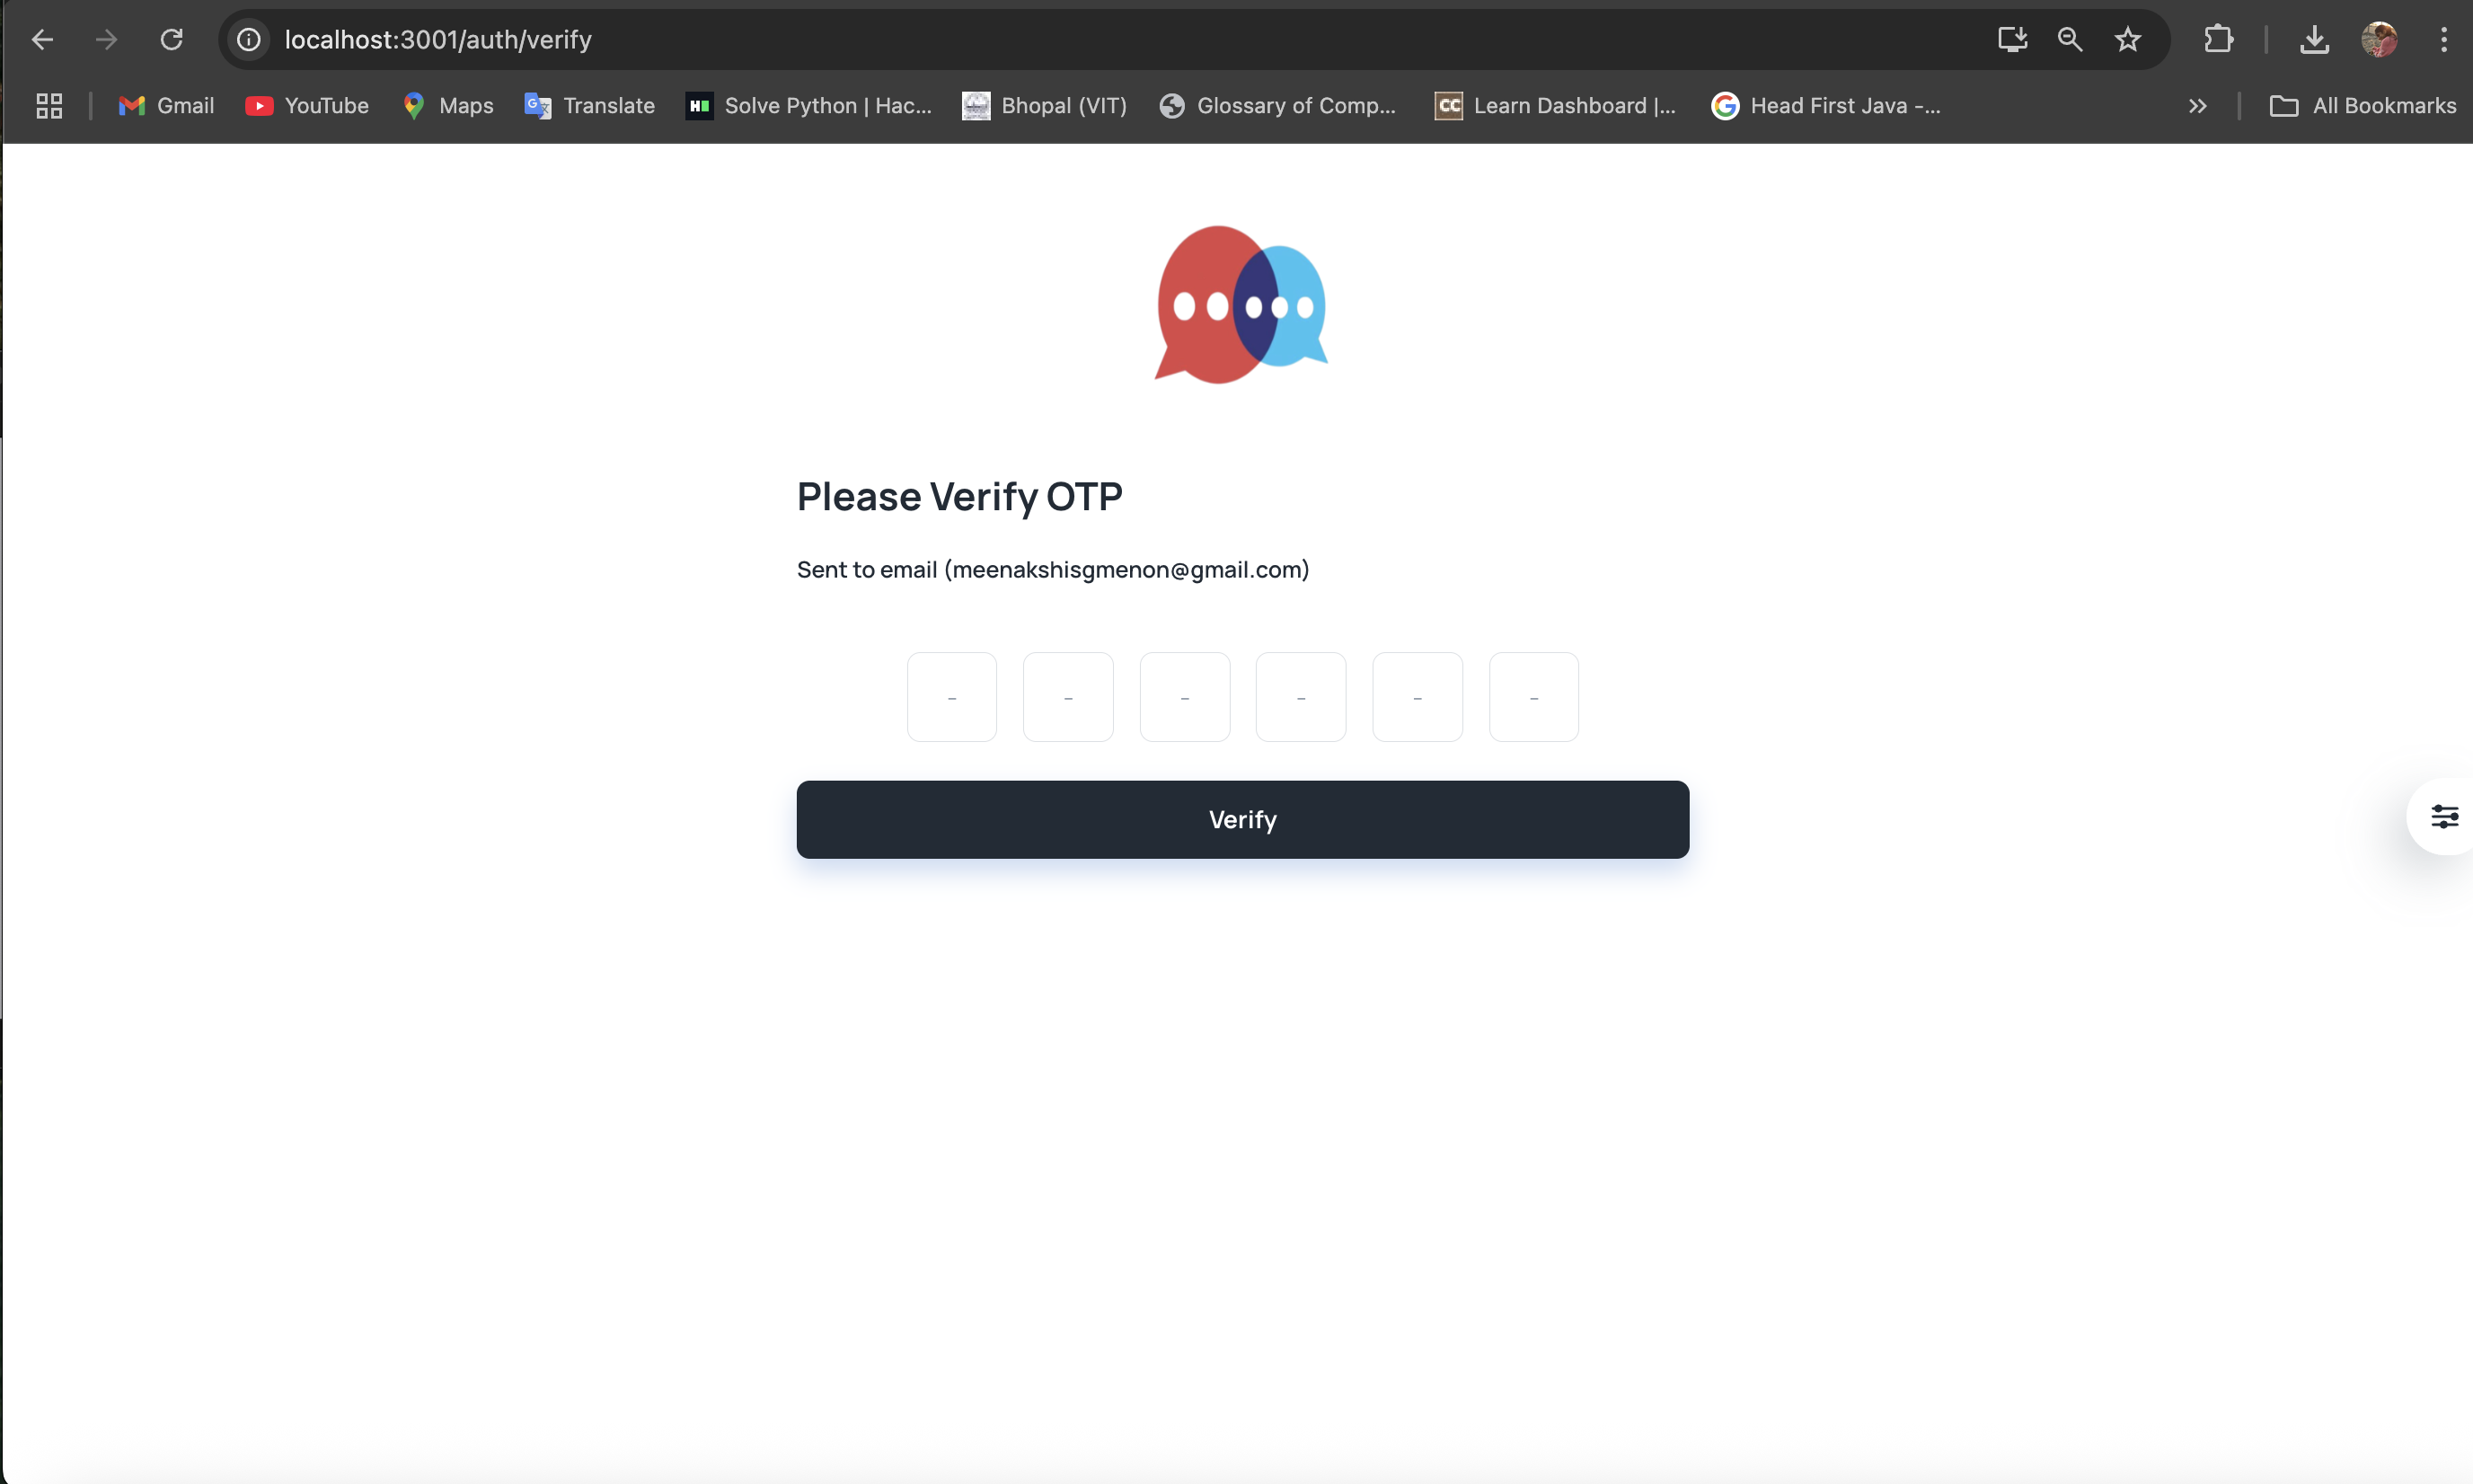 localhost:3001/auth/verify
Gmail YouTube Maps Translate Solve Python | Hac... Bhopal (VIT) Glossary of Comp... CC Learn Dashboard |... Head First Java -... All Bookmarks
Please Verify OTP
Sent to email (meenakshisgmenon@gmail.com)
- - - - - -
Verify